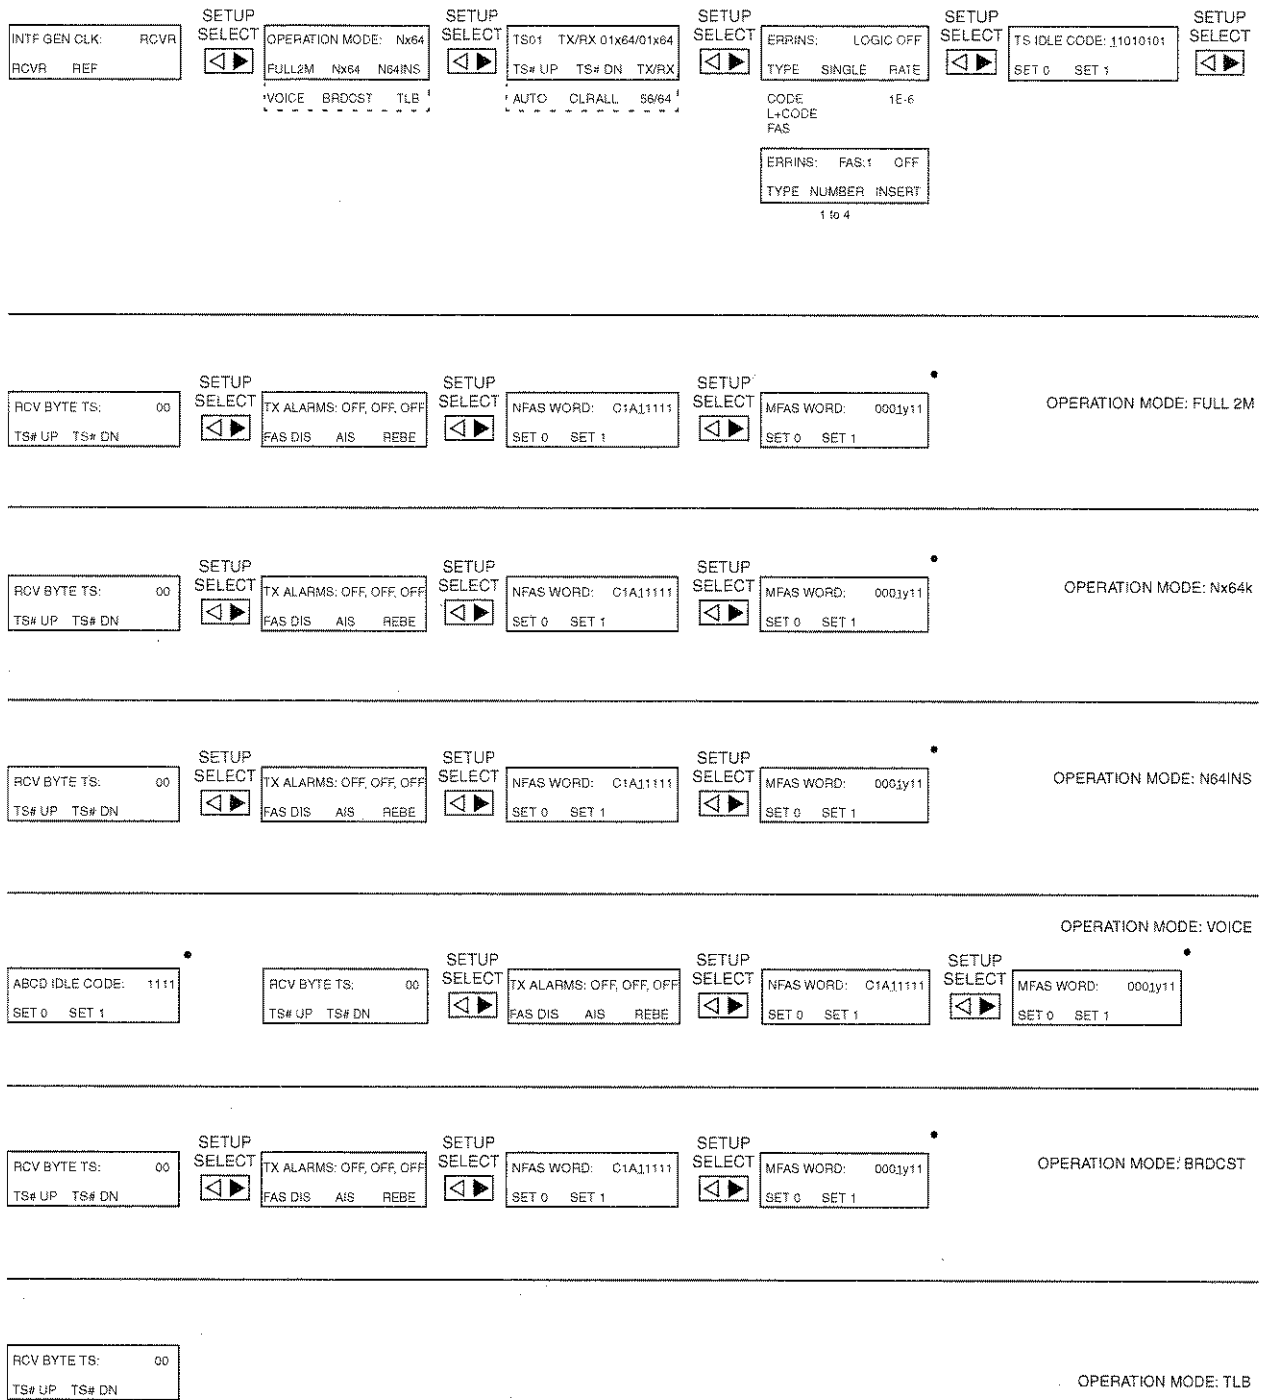 SETUP SELECT SETUP SELECT SETUP SELECT SETUP SELECT SETUP SELECT
INTF GEN CLK: RCVR
RCVR REF
OPERATION MODE: Nx64
FULL2M Nx64 N64INS
VOICE BRDCST TLB
TS01 TX/RX 01x64/01x64
TS# UP TS# DN TX/RX
AUTO CLRALL 56/64
ERRINS: LOGIC OFF
TYPE SINGLE RATE
CODE 1E-6
L+CODE
FAS
ERRINS: FAS:1 OFF
TYPE NUMBER INSERT
1 to 4
TS IDLE CODE: 11010101
SET 0 SET 1
OPERATION MODE: FULL 2M
SETUP SELECT SETUP SELECT SETUP SELECT
RCV BYTE TS: 00
TS# UP TS# DN
TX ALARMS: OFF, OFF, OFF
FAS DIS AIS REBE
NFAS WORD: C1A11111
SET 0 SET 1
MFAS WORD: 0001y11
SET 0 SET 1
OPERATION MODE: Nx64k
SETUP SELECT SETUP SELECT SETUP SELECT
RCV BYTE TS: 00
TS# UP TS# DN
TX ALARMS: OFF, OFF, OFF
FAS DIS AIS REBE
NFAS WORD: C1A11111
SET 0 SET 1
MFAS WORD: 0001y11
SET 0 SET 1
OPERATION MODE: N64INS
SETUP SELECT SETUP SELECT SETUP SELECT
RCV BYTE TS: 00
TS# UP TS# DN
TX ALARMS: OFF, OFF, OFF
FAS DIS AIS REBE
NFAS WORD: C1A11111
SET 0 SET 1
MFAS WORD: 0001y11
SET 0 SET 1
OPERATION MODE: VOICE
SETUP SELECT SETUP SELECT SETUP SELECT
ABCD IDLE CODE: 1111
SET 0 SET 1
RCV BYTE TS: 00
TS# UP TS# DN
TX ALARMS: OFF, OFF, OFF
FAS DIS AIS REBE
NFAS WORD: C1A11111
SET 0 SET 1
MFAS WORD: 0001y11
SET 0 SET 1
OPERATION MODE: BRDCST
SETUP SELECT SETUP SELECT SETUP SELECT
RCV BYTE TS: 00
TS# UP TS# DN
TX ALARMS: OFF, OFF, OFF
FAS DIS AIS REBE
NFAS WORD: C1A11111
SET 0 SET 1
MFAS WORD: 0001y11
SET 0 SET 1
RCV BYTE TS: 00
TS# UP TS# DN
OPERATION MODE: TLB